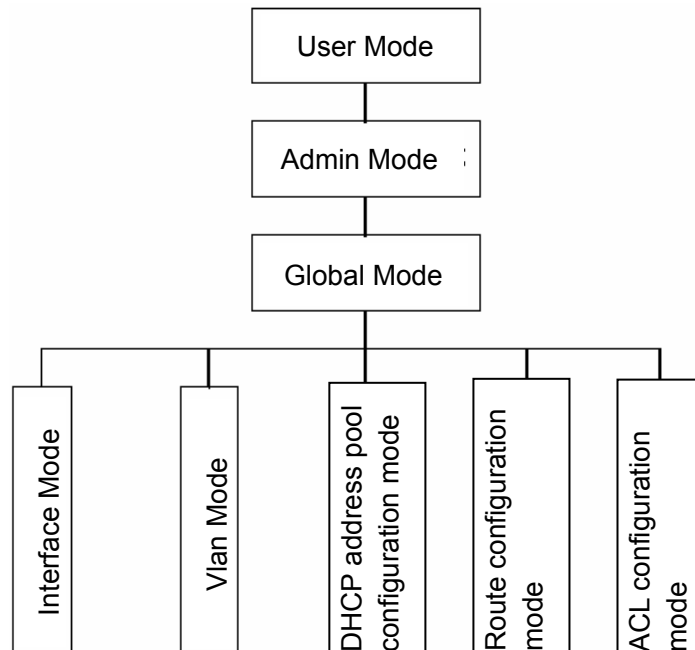 User Mode
Admin Mode
Global Mode
Interface Mode
Vlan Mode
DHCP address pool
configuration mode
Route configuration
mode
ACL configuration
mode